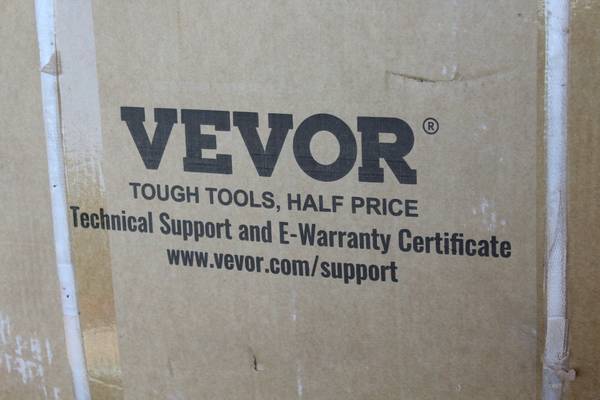 VEVOR®
TOUGH TOOLS, HALF PRICE
Technical Support and E-Warranty Certificate
www.vevor.com/support